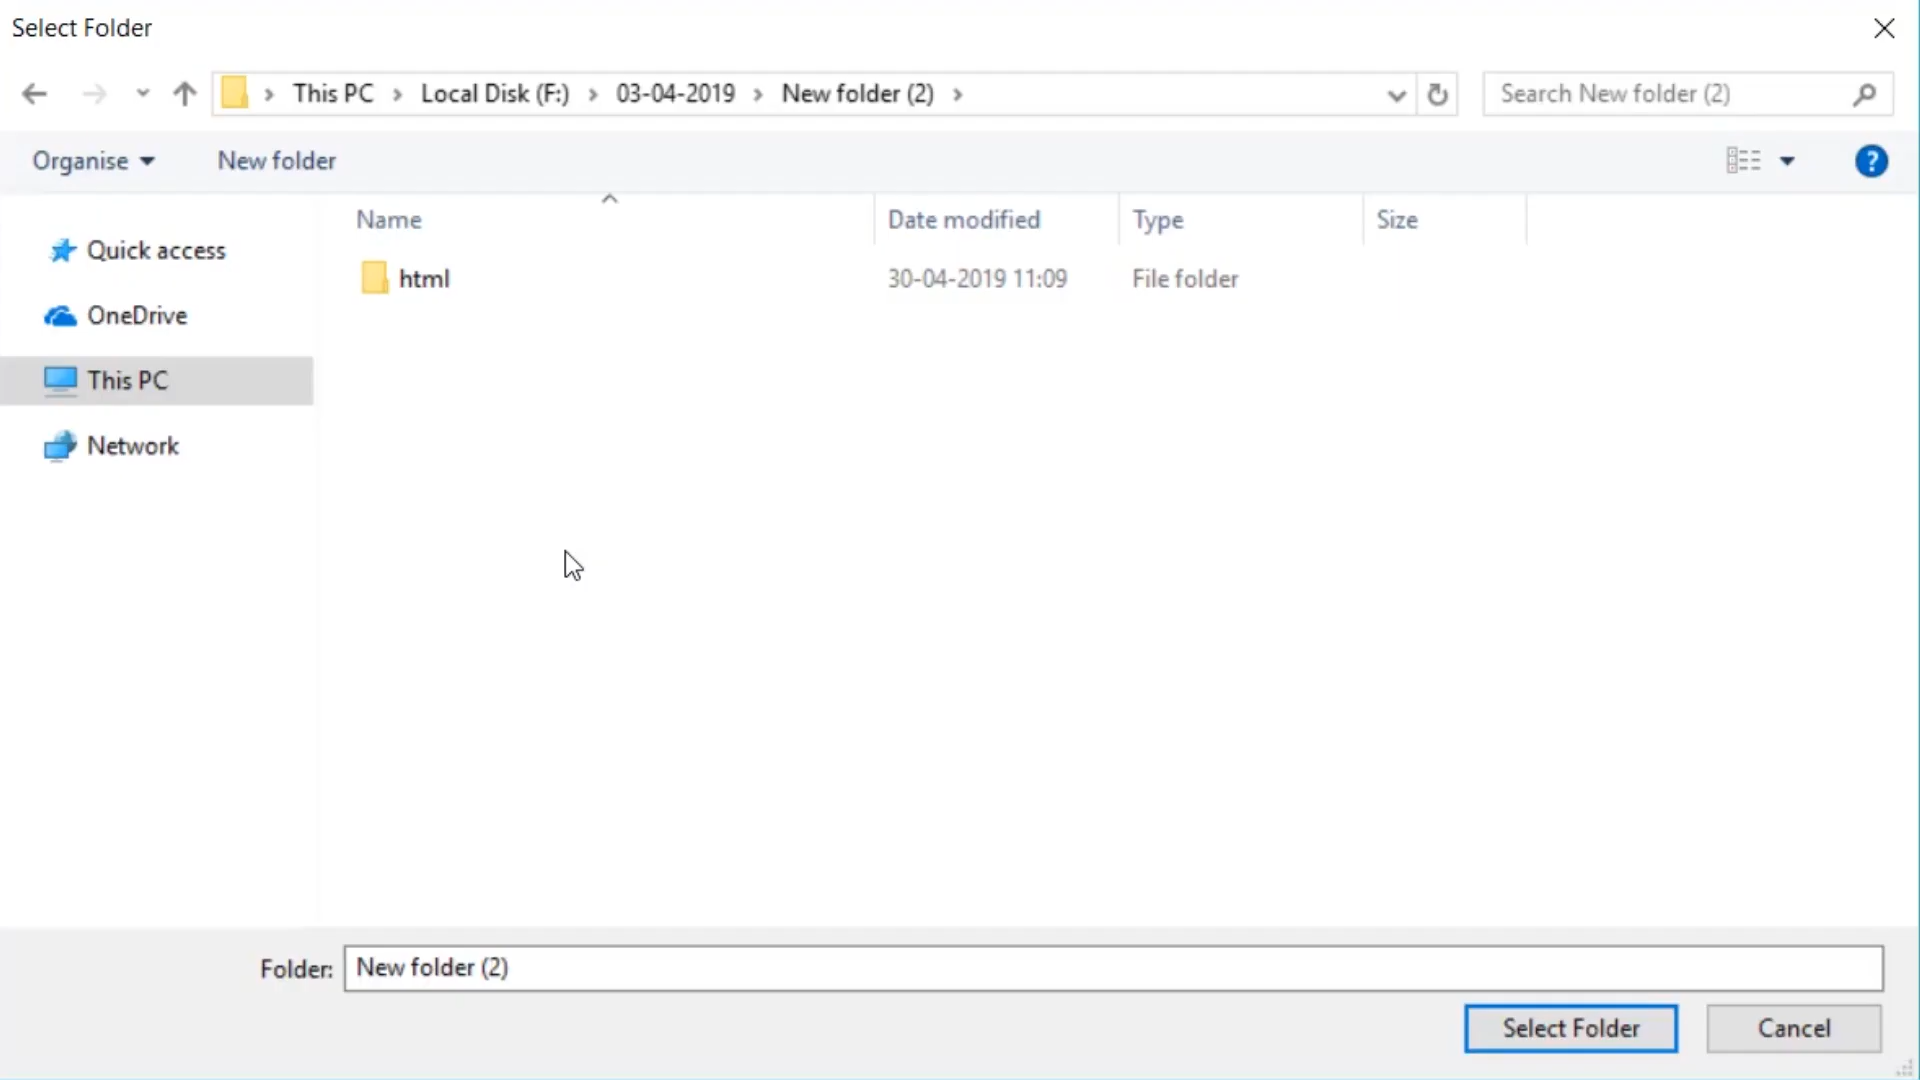 Select Folder
This PC Local Disk (F:) 03-04-2019 New folder (2)
Search New folder (2)
Organise New folder
?
Name Date modified Type Size
html 30-04-2019 11:09 File folder
Quick access
OneDrive
This PC
Network
Folder: New folder (2)
Select Folder Cancel